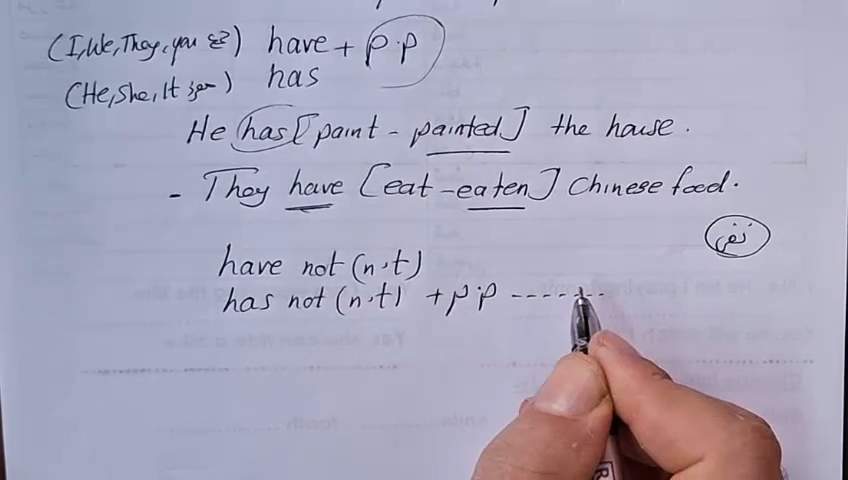 (I, We, They, you جمع) have + p.p
(He, She, It مفرد) has
He has [paint - painted] the house.
- They have [eat - eaten] Chinese food.
نفي
have not (n't)
has not (n't) + p.p -------